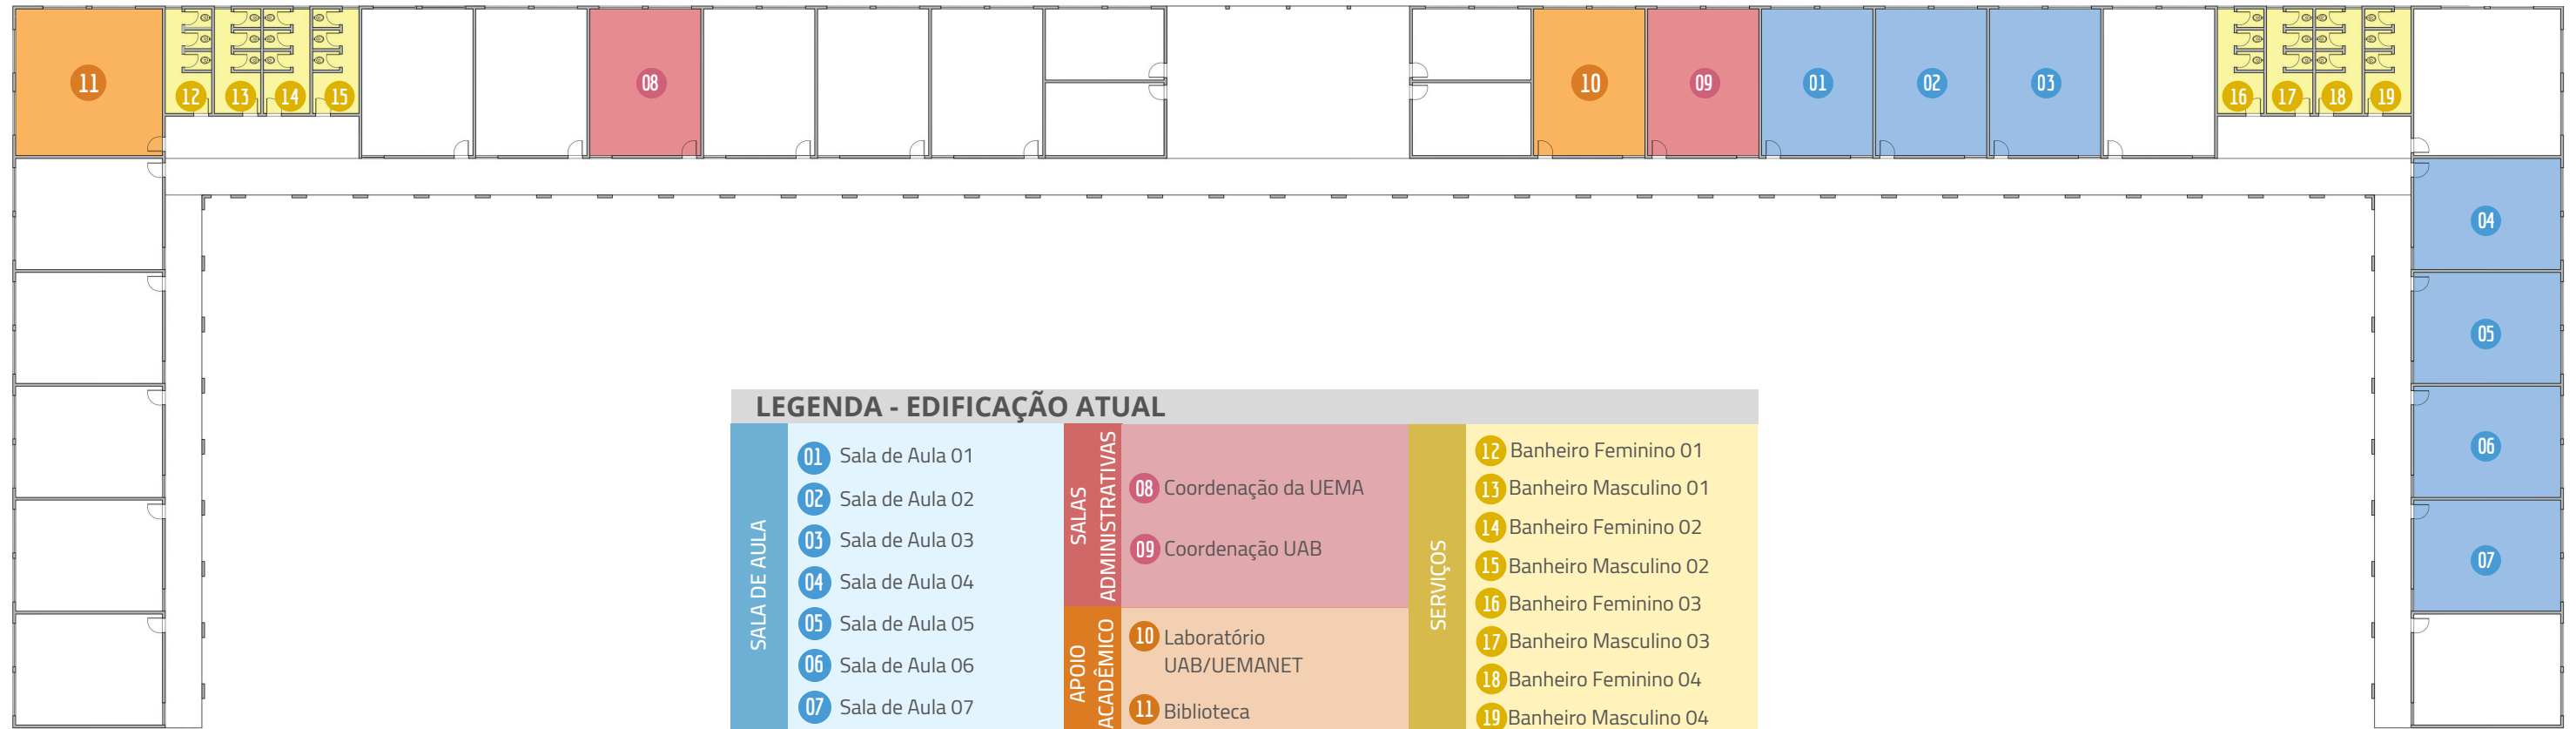 11
12
13
14
15
08
10
09
01
02
03
16
17
18
19
04
05
06
07
LEGENDA - EDIFICAÇÃO ATUAL
SALA DE AULA
01 Sala de Aula 01
02 Sala de Aula 02
03 Sala de Aula 03
04 Sala de Aula 04
05 Sala de Aula 05
06 Sala de Aula 06
07 Sala de Aula 07
SALAS
ADMINISTRATIVAS
08 Coordenação da UEMA
09 Coordenação UAB
APOIO
ACADÊMICO
10 Laboratório
UAB/UEMANET
11 Biblioteca
SERVIÇOS
12 Banheiro Feminino 01
13 Banheiro Masculino 01
14 Banheiro Feminino 02
15 Banheiro Masculino 02
16 Banheiro Feminino 03
17 Banheiro Masculino 03
18 Banheiro Feminino 04
19 Banheiro Masculino 04